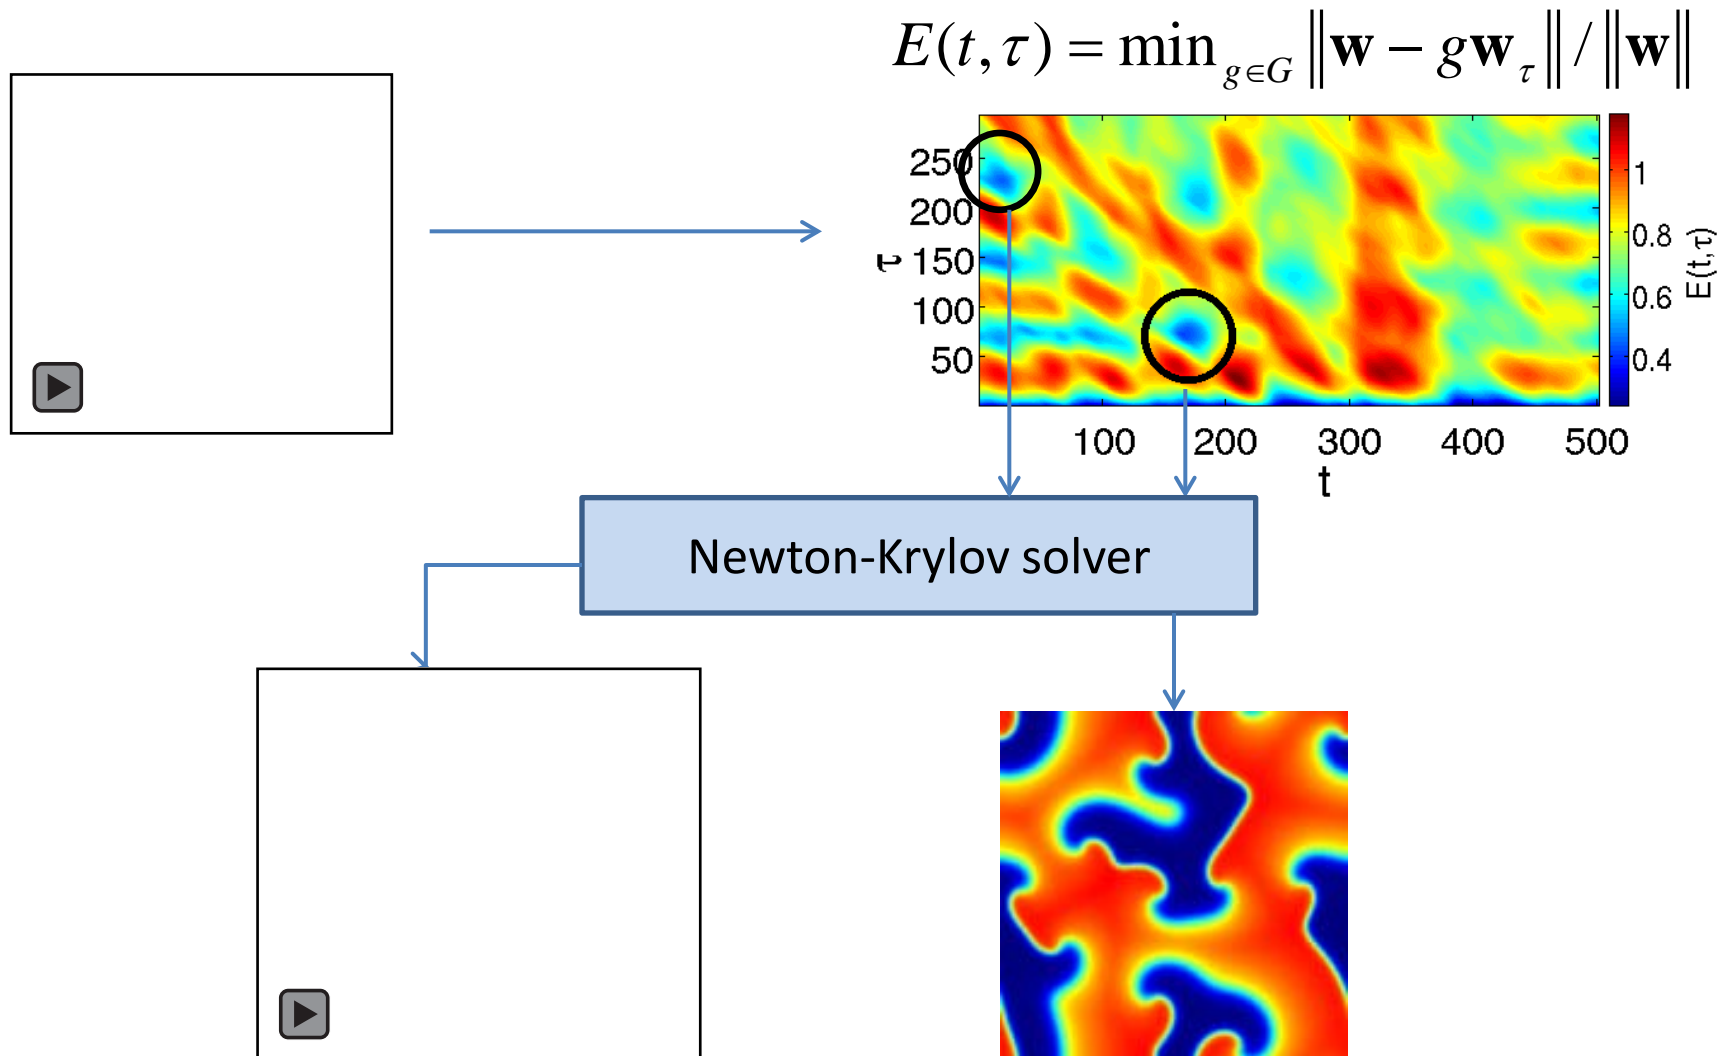 E(t,τ) = min_{g∈G} ‖w − gw_τ‖ / ‖w‖
250
200
τ 150
100
50
100 200 300 400 500
t
1
0.8
0.6
0.4
E(t,τ)
Newton-Krylov solver